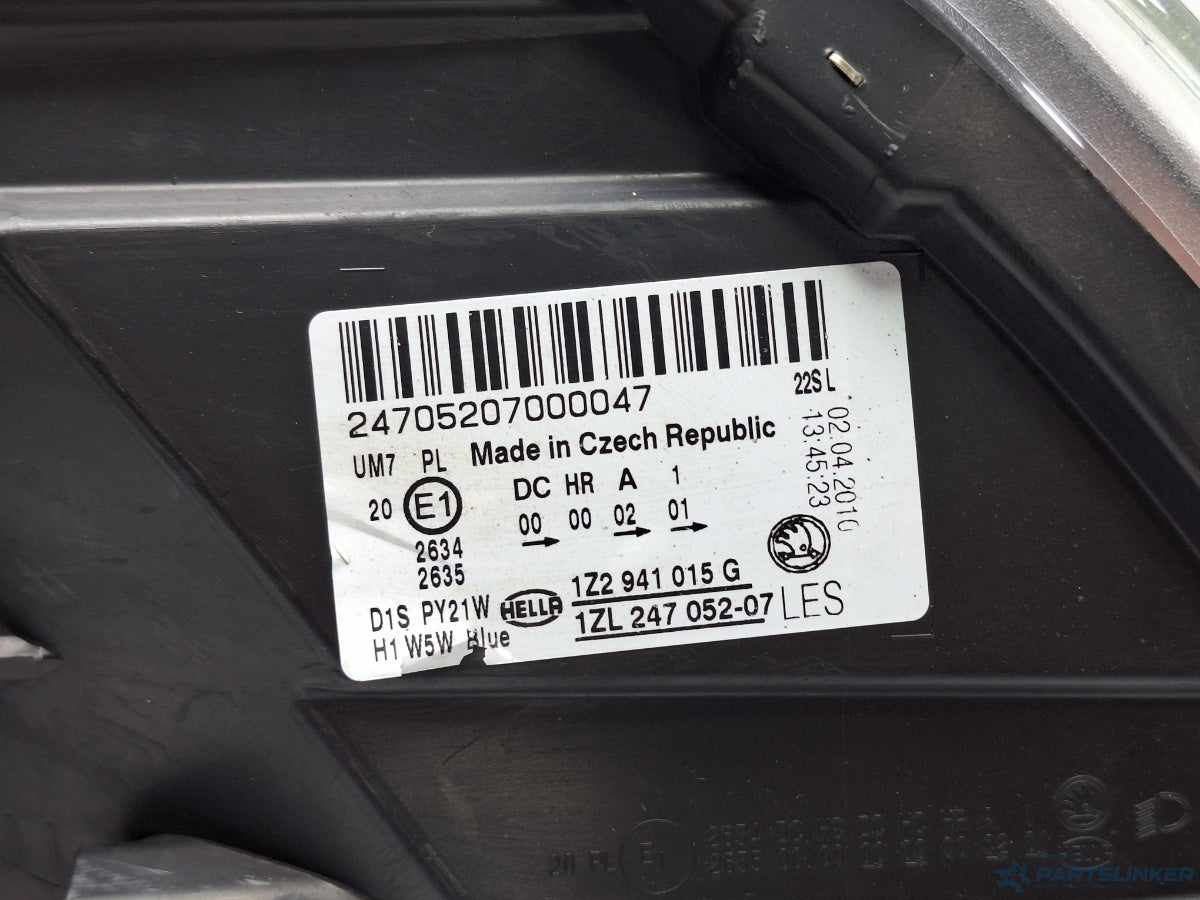 24705207000047
22S L
02.04.2010
13:45:23
UM7 PL Made in Czech Republic
DC HR A 1
20 E1
00 00 02 01
2634
2635
1Z2 941 015 G
D1S PY21W HELLA
1ZL 247 052-07 LES
H1 W5W Blue
20
PARTSLINKER